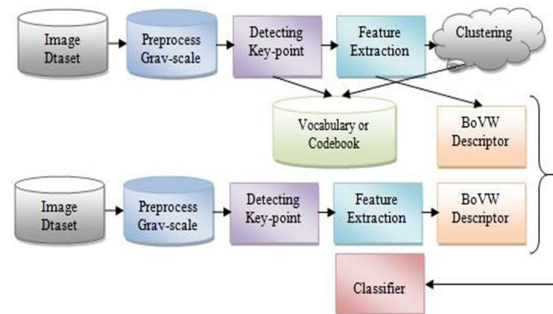 Image
Dtaset
Preprocess
Grav-scale
Detecting
Key-point
Feature
Extraction
Clustering
Vocabulary or
Codebook
BoVW
Descriptor
Image
Dtaset
Preprocess
Grav-scale
Detecting
Key-point
Feature
Extraction
BoVW
Descriptor
Classifier